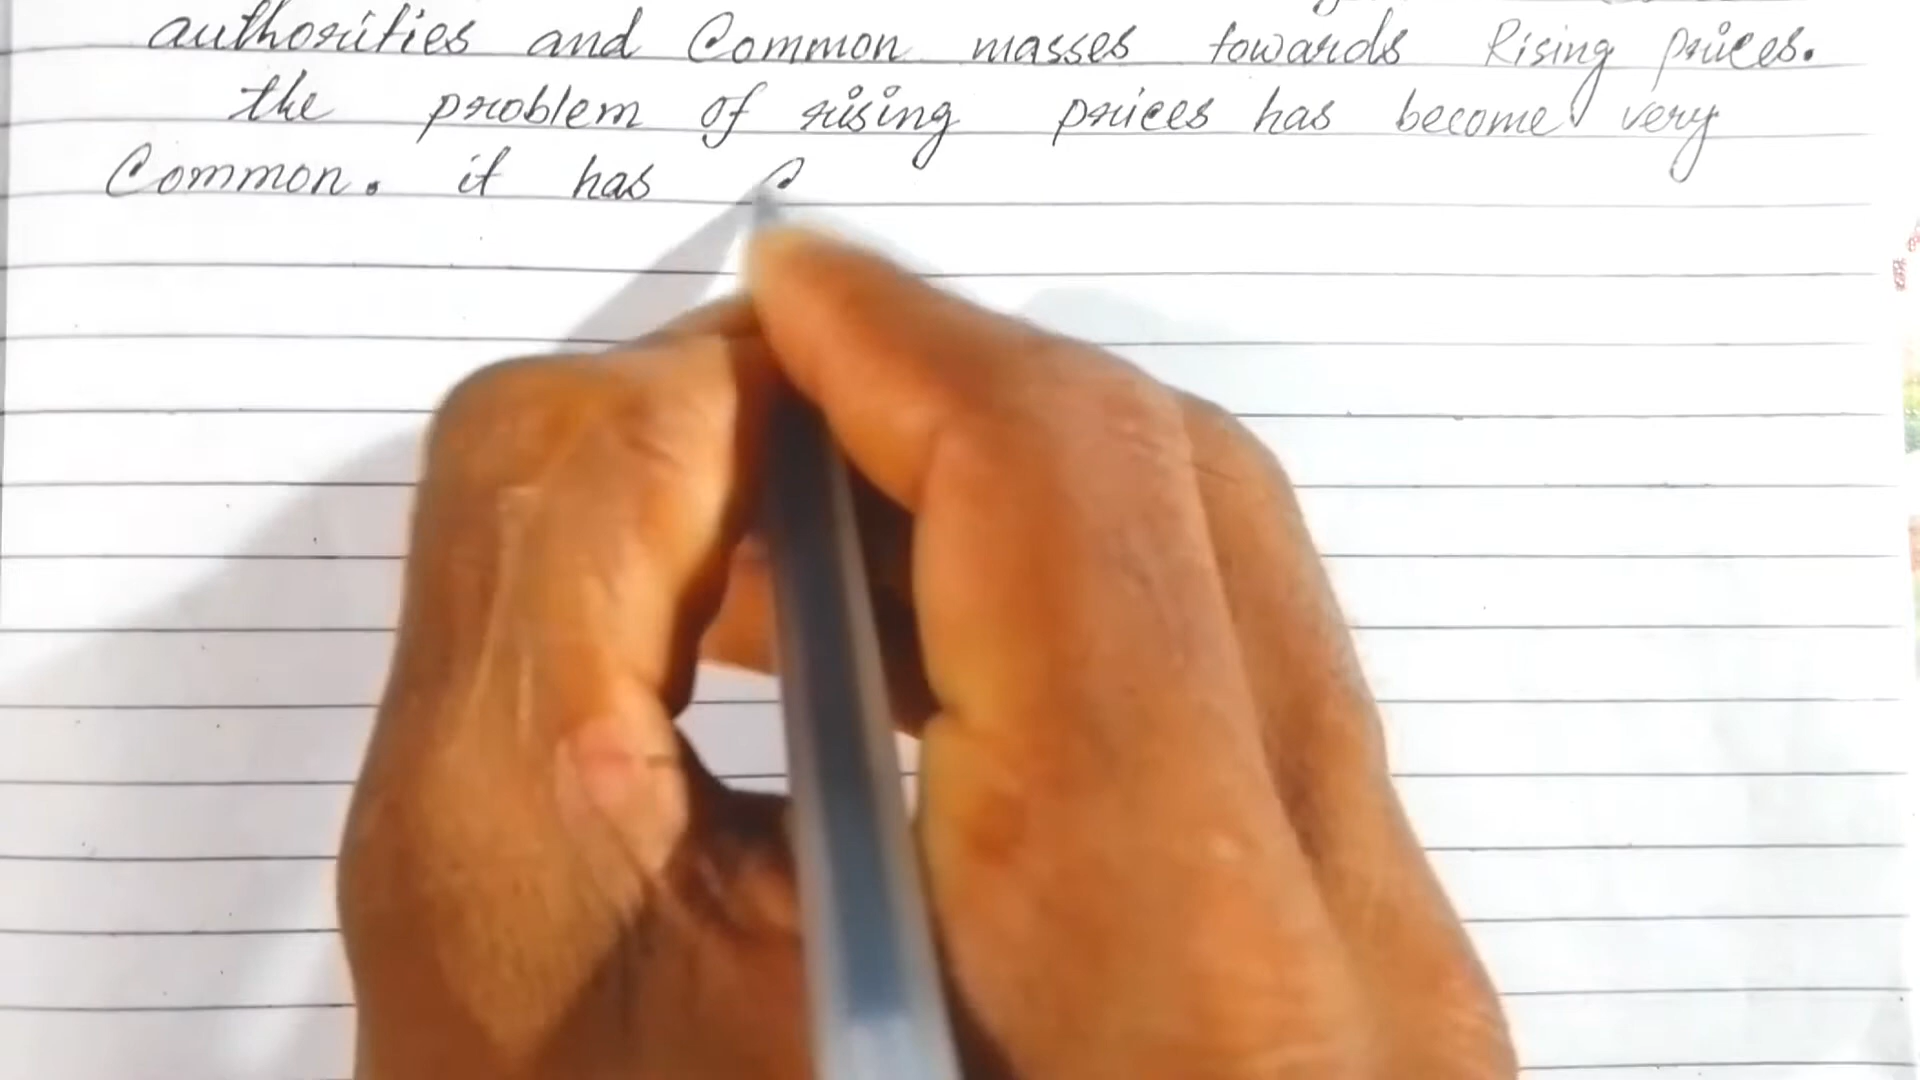 authorities and Common masses towards Rising prices.
the problem of rising prices has become very
Common. it has C